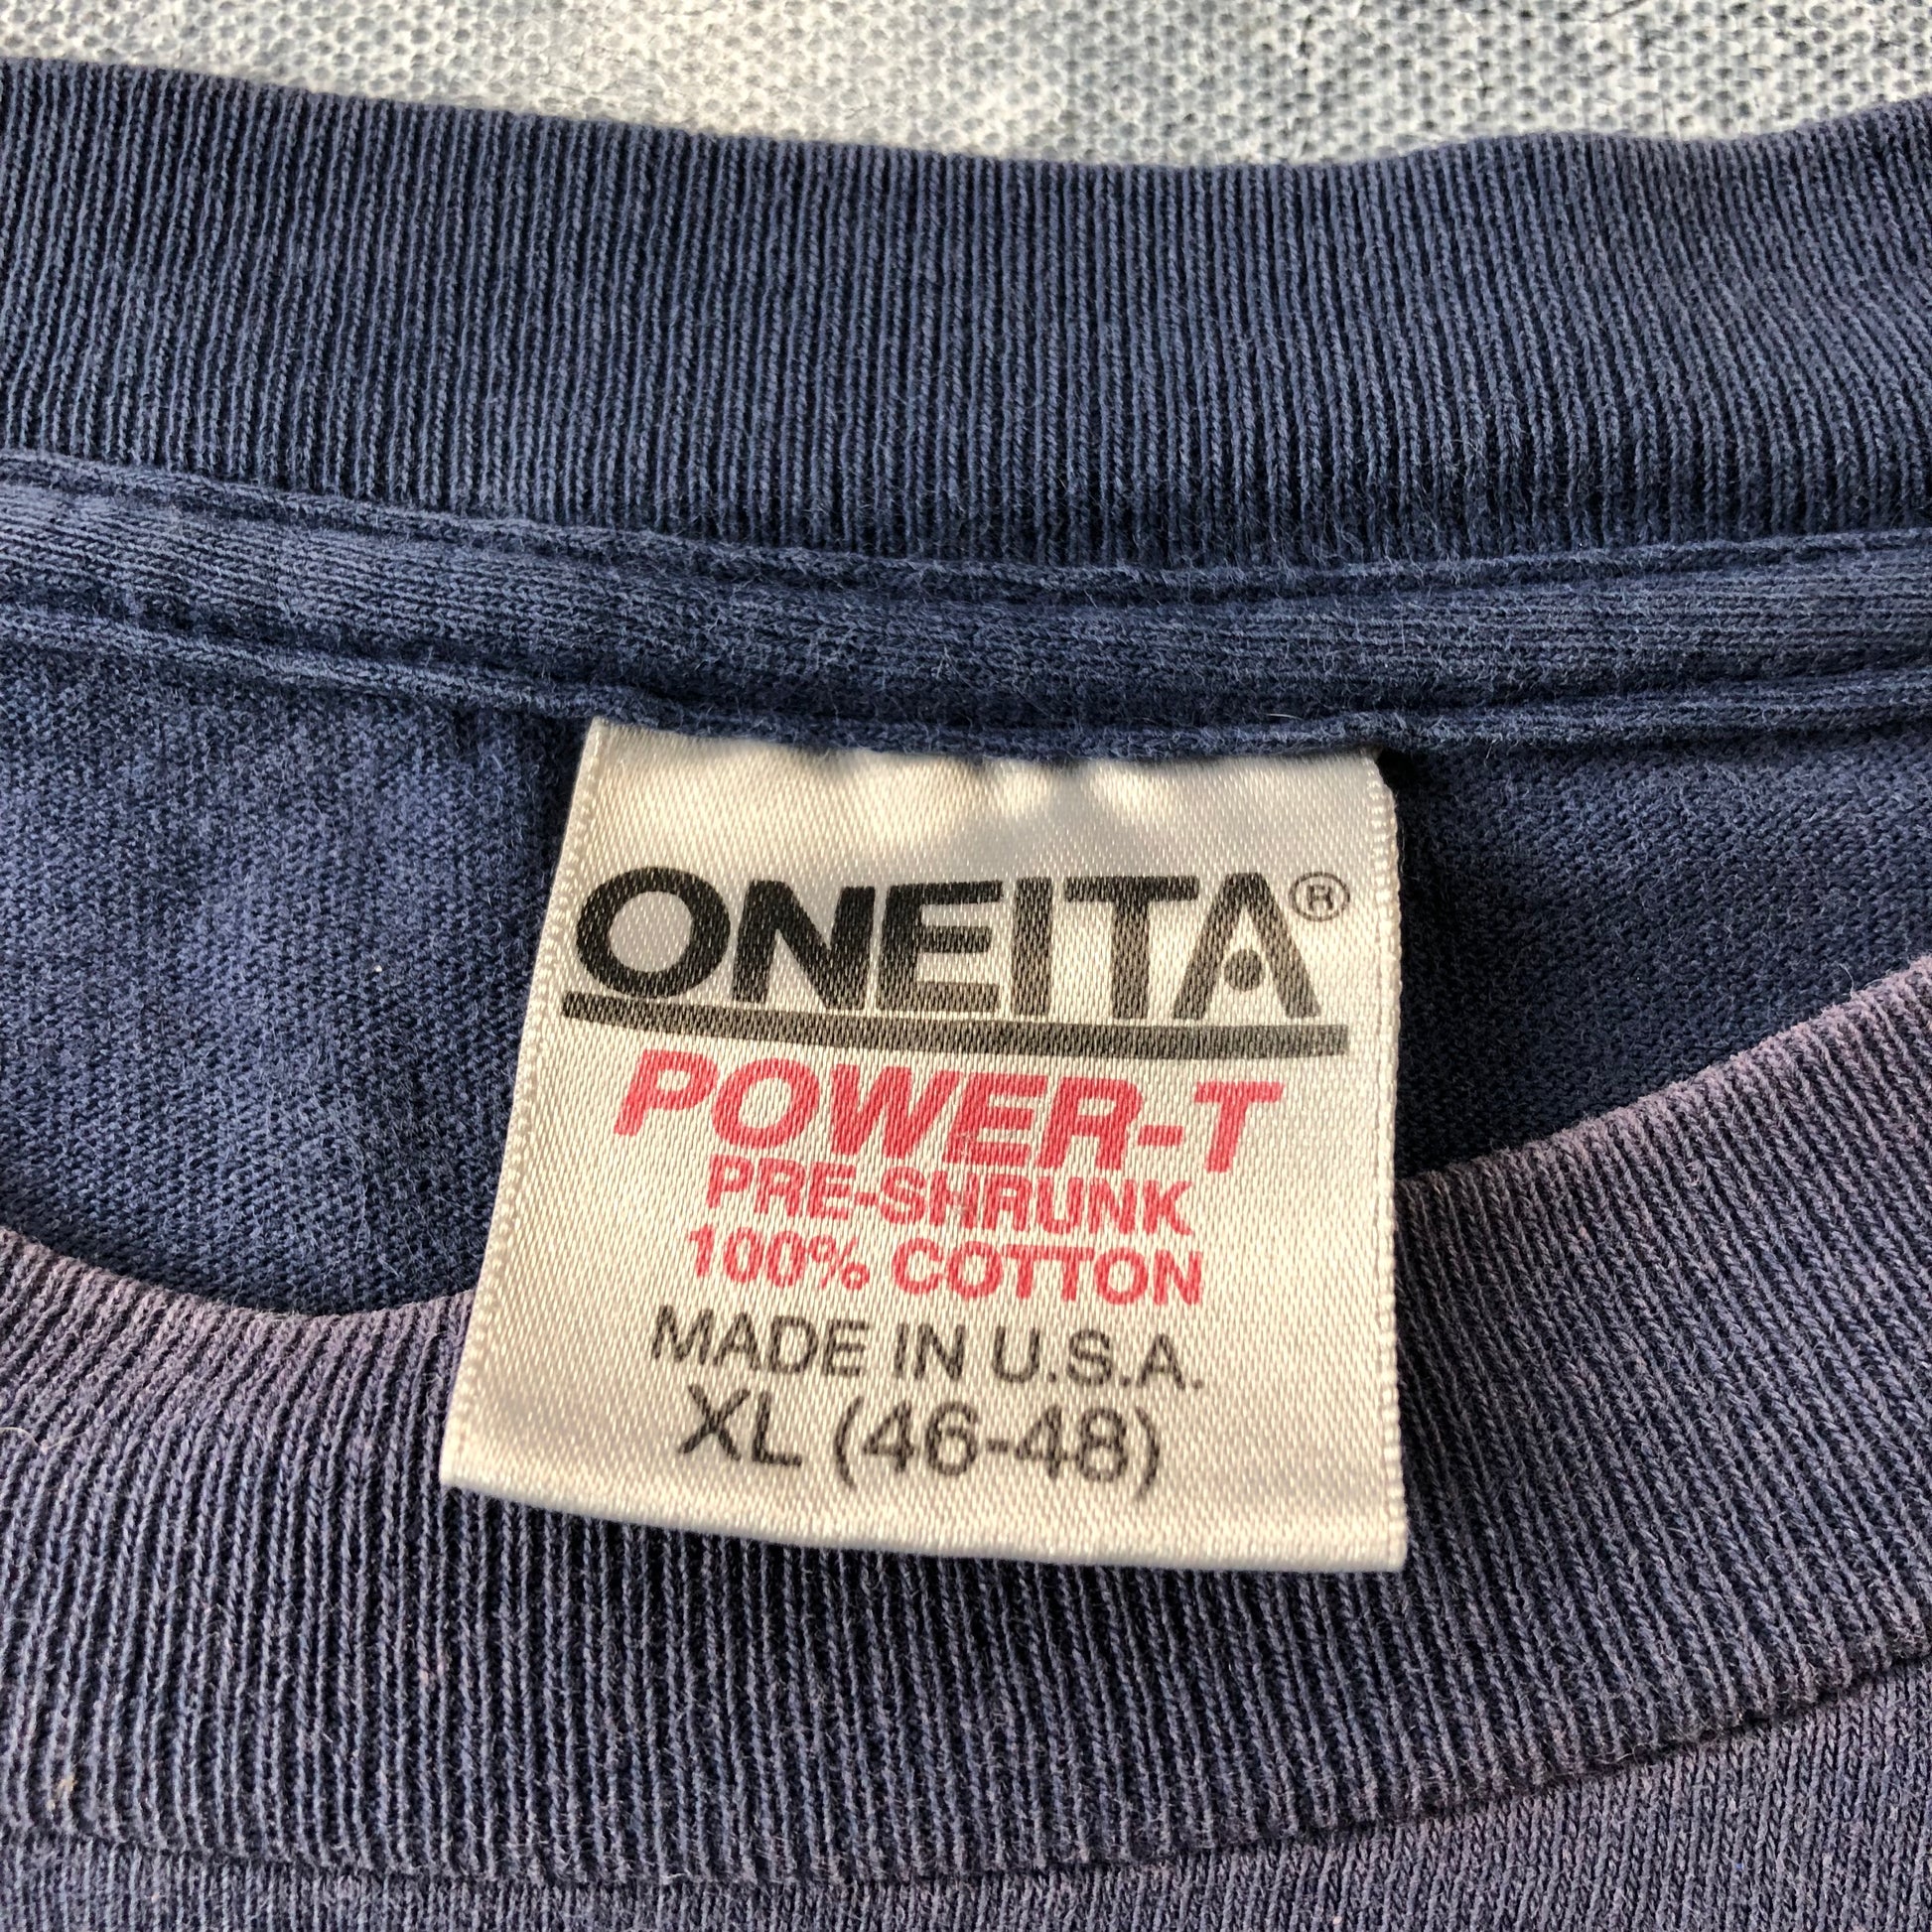 ONEITA®
POWER-T
PRE-SHRUNK
100% COTTON
MADE IN U.S.A.
XL (46-48)